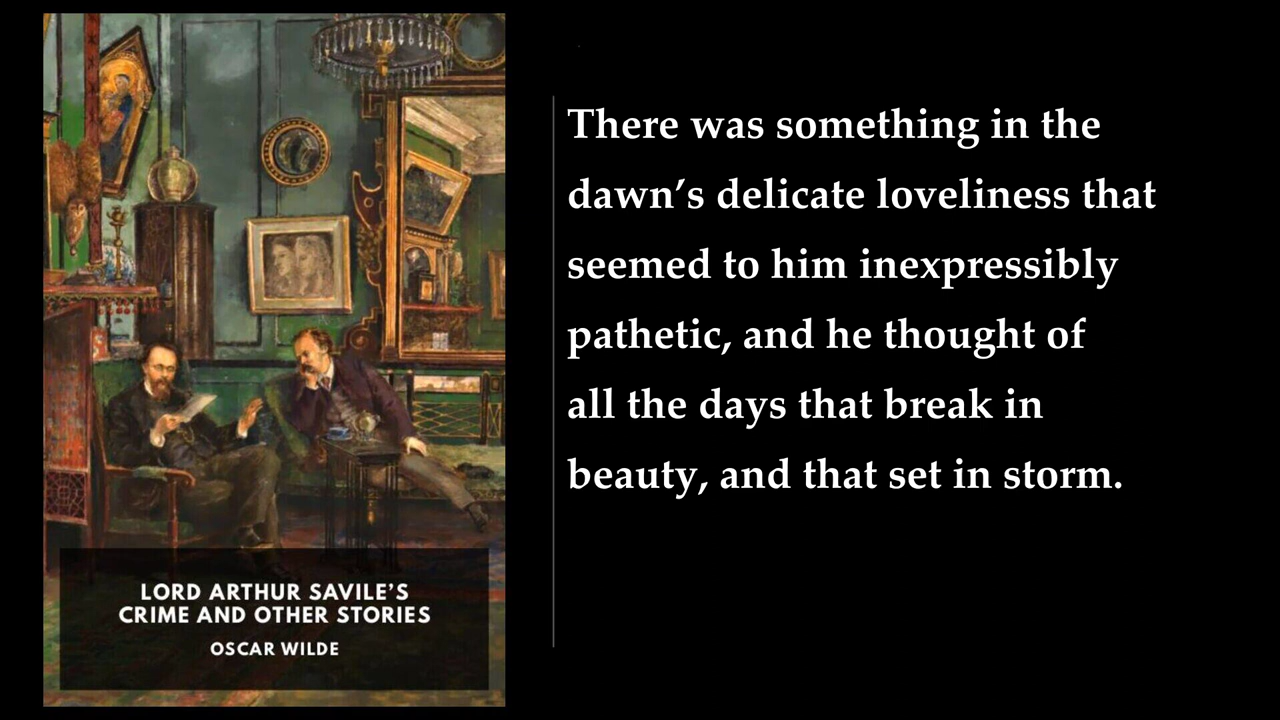 There was something in the
dawn’s delicate loveliness that
seemed to him inexpressibly
pathetic, and he thought of
all the days that break in
beauty, and that set in storm.
LORD ARTHUR SAVILE’S
CRIME AND OTHER STORIES
OSCAR WILDE